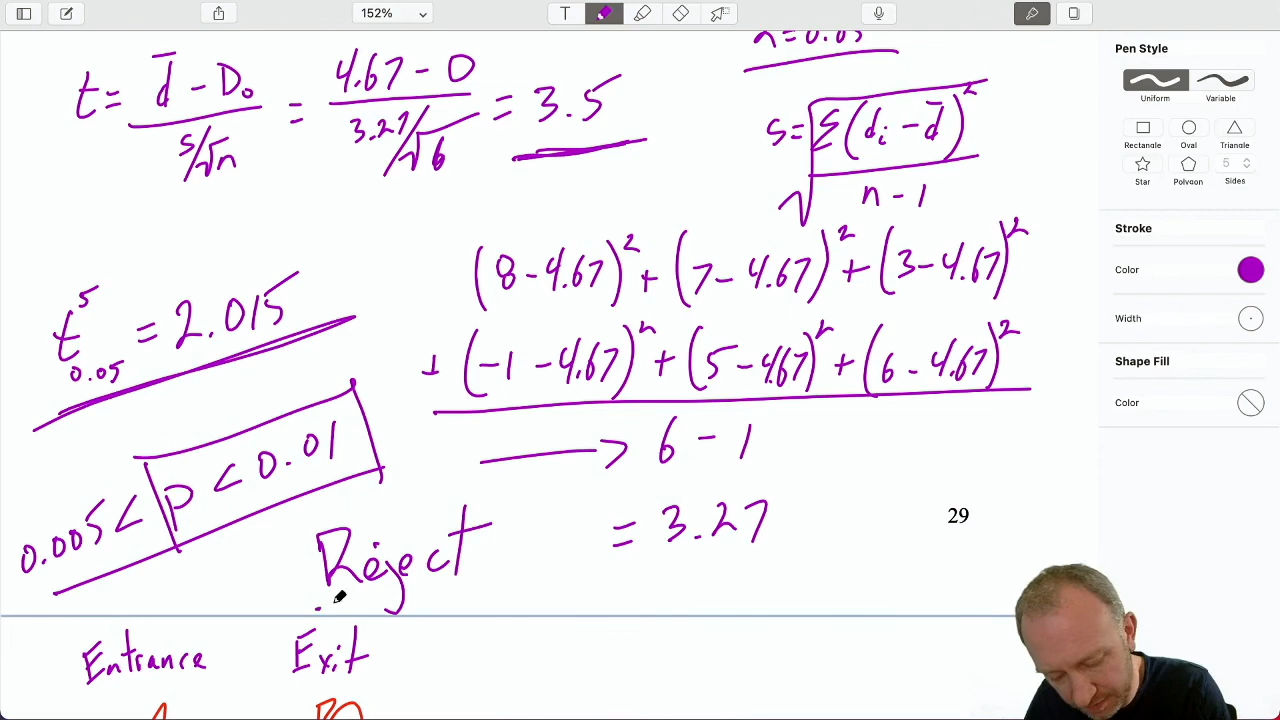 152%
T
α=0.05
t = d̄ - D₀ / s/√n = 4.67 - 0 / 3.27/√6 = 3.5
s = √ Σ(dᵢ - d̄)² / n - 1
(8 - 4.67)² + (7 - 4.67)² + (3 - 4.67)²
+ (-1 - 4.67)² + (5 - 4.67)² + (6 - 4.67)²
6 - 1
= 3.27
t⁵₀.₀₅ = 2.015
0.005 < p < 0.01
Reject
29
Entrance Exit
Pen Style
Uniform Variable
Rectangle Oval Triangle
5
Star Polygon Sides
Stroke
Color
Width
Shape Fill
Color